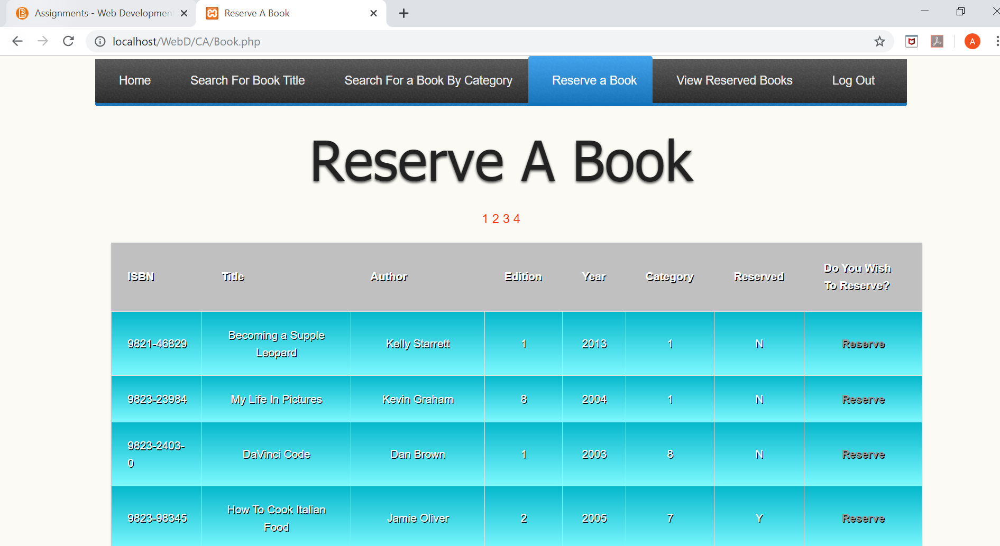 Assignments - Web Development
Reserve A Book
localhost/WebD/CA/Book.php
A
Home Search For Book Title Search For a Book By Category Reserve a Book View Reserved Books Log Out
Reserve A Book
1 2 3 4
ISBN Title Author Edition Year Category Reserved Do You Wish
To Reserve?
9821-46829 Becoming a Supple
Leopard Kelly Starrett 1 2013 1 N Reserve
9823-23984 My Life In Pictures Kevin Graham 8 2004 1 N Reserve
9823-2403-
0 DaVinci Code Dan Brown 1 2003 8 N Reserve
9823-98345 How To Cook Italian
Food Jamie Oliver 2 2005 7 Y Reserve